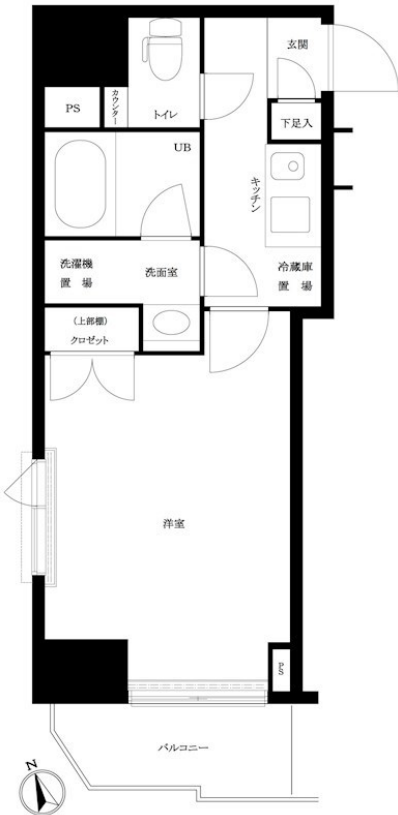 玄関
PS
カウンター
トイレ
下足入
UB
キッチン
洗濯機
置 場
洗面室
冷蔵庫
置 場
(上部棚)
クロゼット
洋室
PS
バルコニー
N